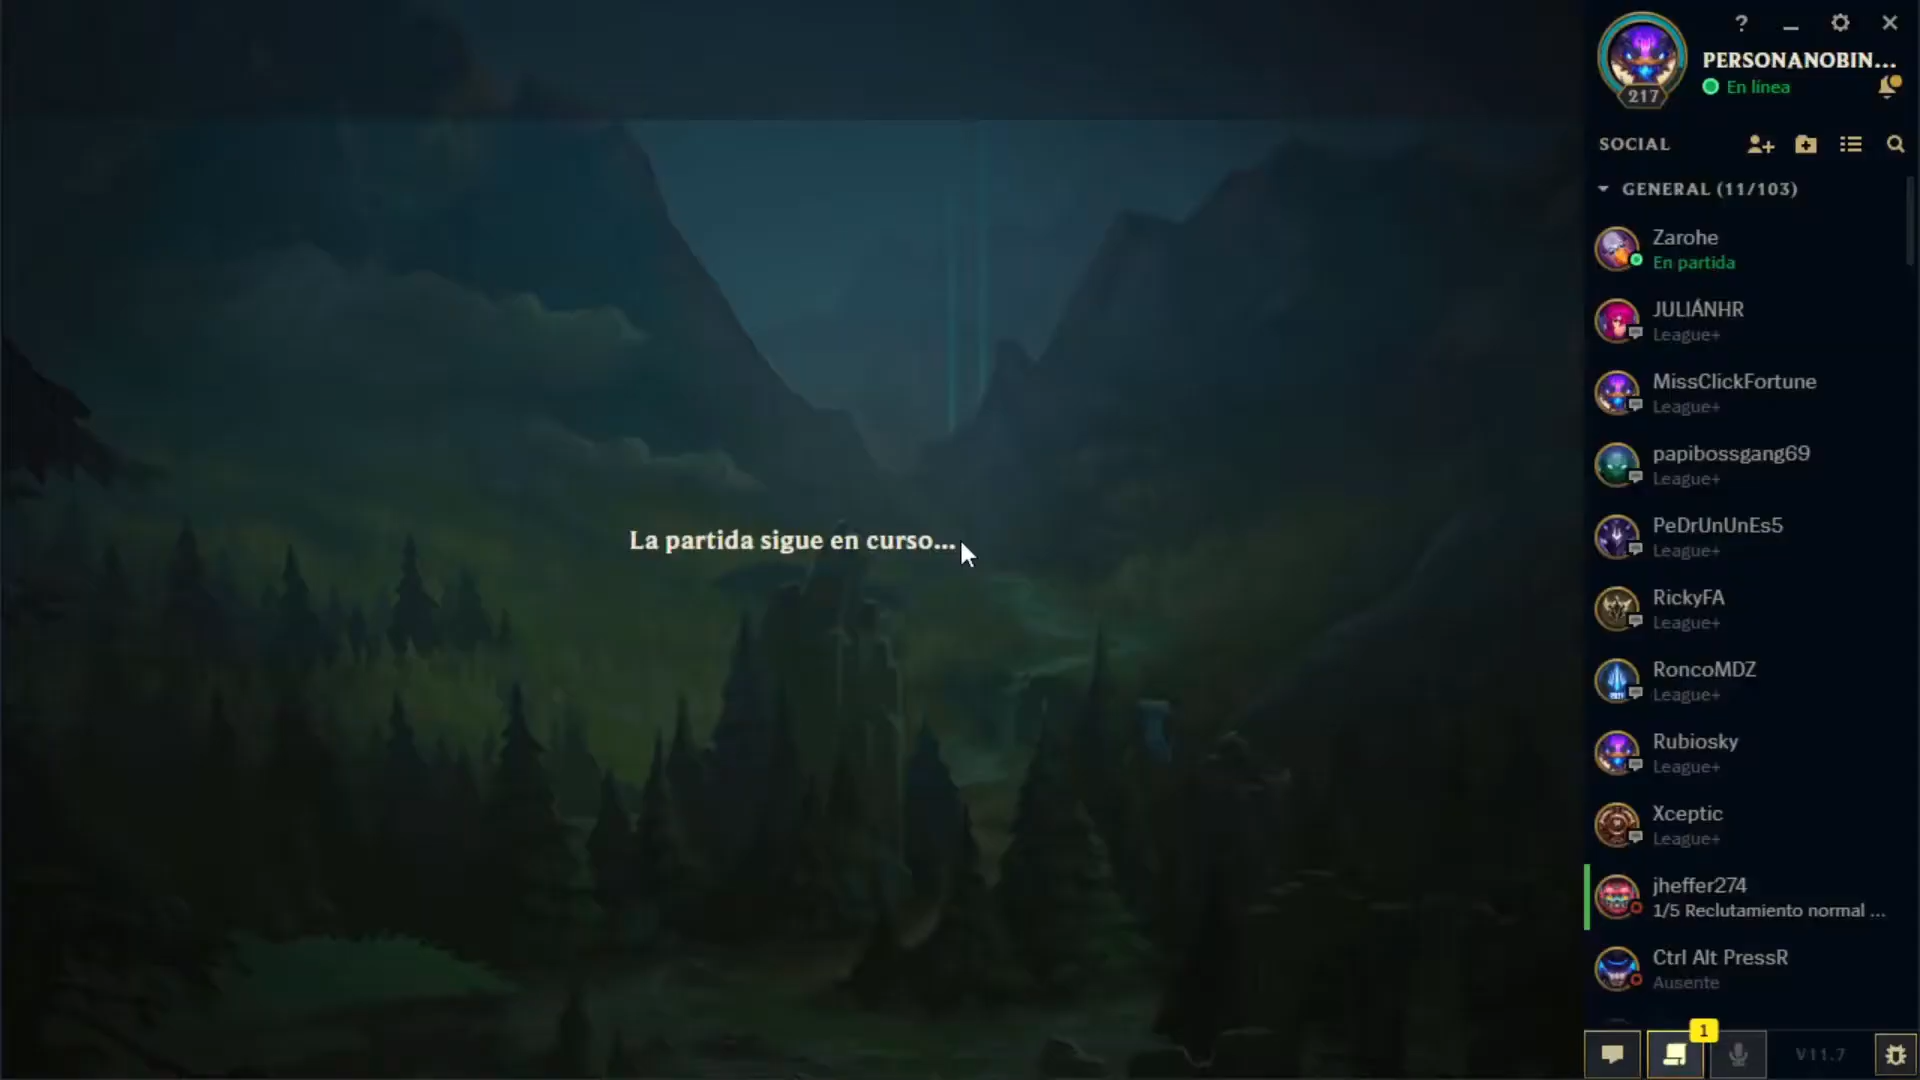 ?
PERSONANOBIN...
217
En línea
SOCIAL
GENERAL (11/103)
Zarohe
En partida
JULIÁNHR
League+
MissClickFortune
League+
papibossgang69
League+
PeDrUnUnEs5
League+
RickyFA
League+
La partida sigue en curso...
RoncoMDZ
League+
Rubiosky
League+
Xceptic
League+
jheffer274
1/5 Reclutamiento normal ...
Ctrl Alt PressR
Ausente
1
V11.7